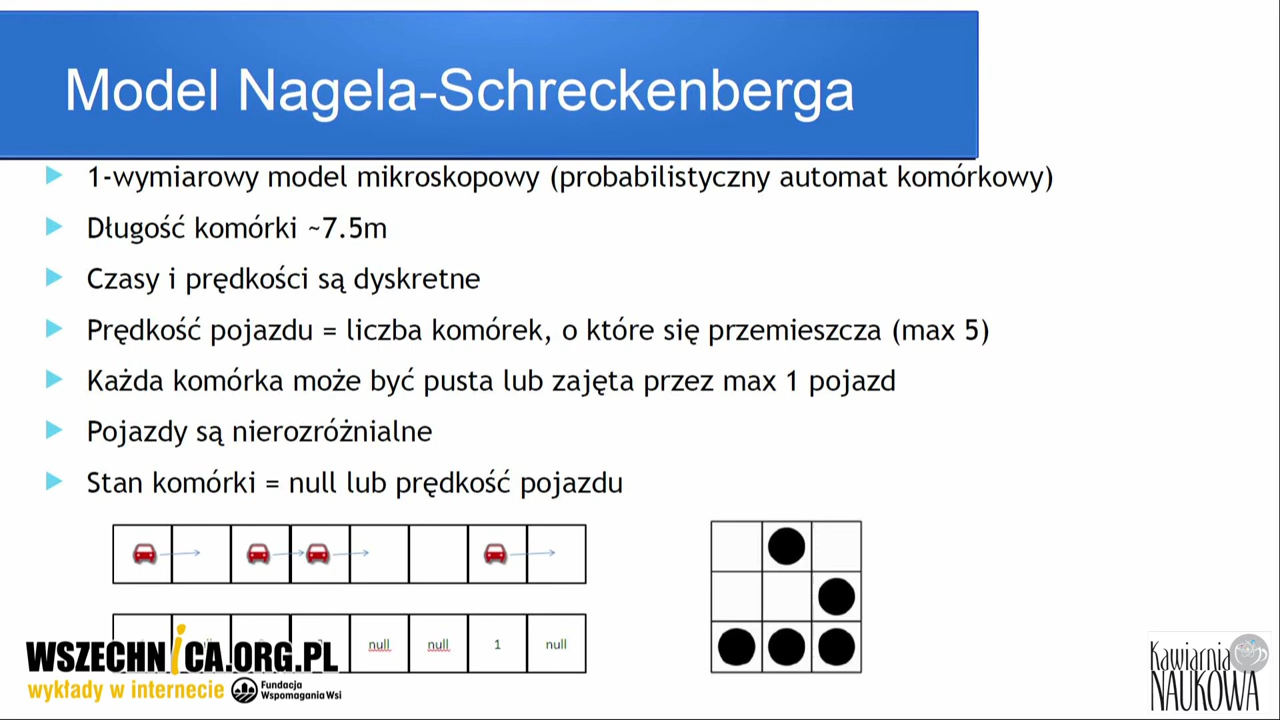 Model Nagela-Schreckenberga
1-wymiarowy model mikroskopowy (probabilistyczny automat komórkowy)
Długość komórki ~7.5m
Czasy i prędkości są dyskretne
Prędkość pojazdu = liczba komórek, o które się przemieszcza (max 5)
Każda komórka może być pusta lub zajęta przez max 1 pojazd
Pojazdy są nierozróżnialne
Stan komórki = null lub prędkość pojazdu
null null 1 null
WSZECHNICA.ORG.PL
wykłady w internecie
Fundacja
Wspomagania Wsi
Kawiarnia
NAUKOWA